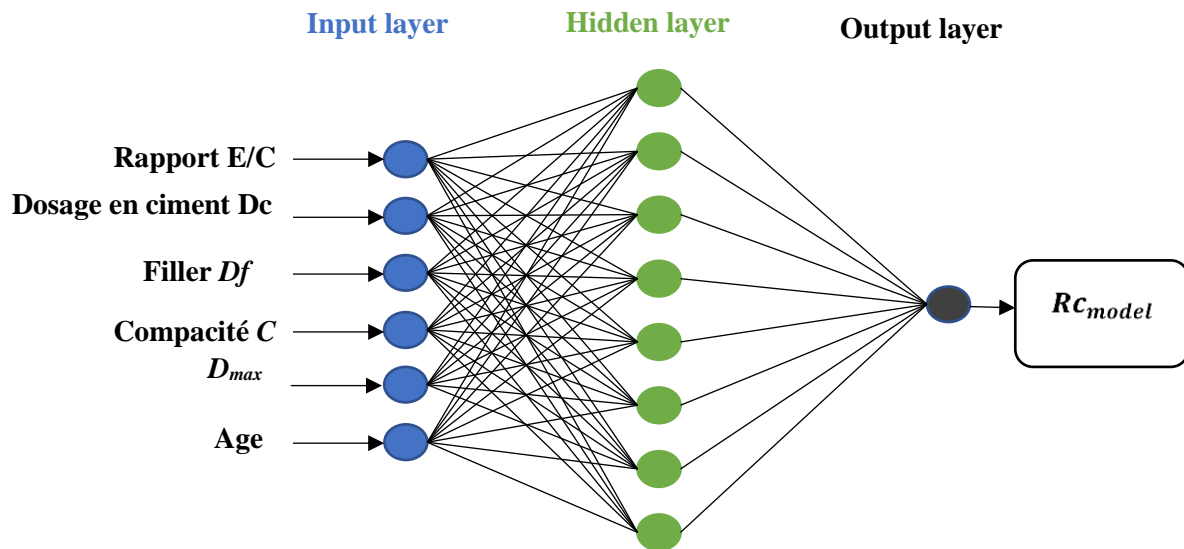 Input layer
Hidden layer
Output layer
Rapport E/C
Dosage en ciment Dc
Filler Df
Compacité C
Dmax
Age
Rcmodel